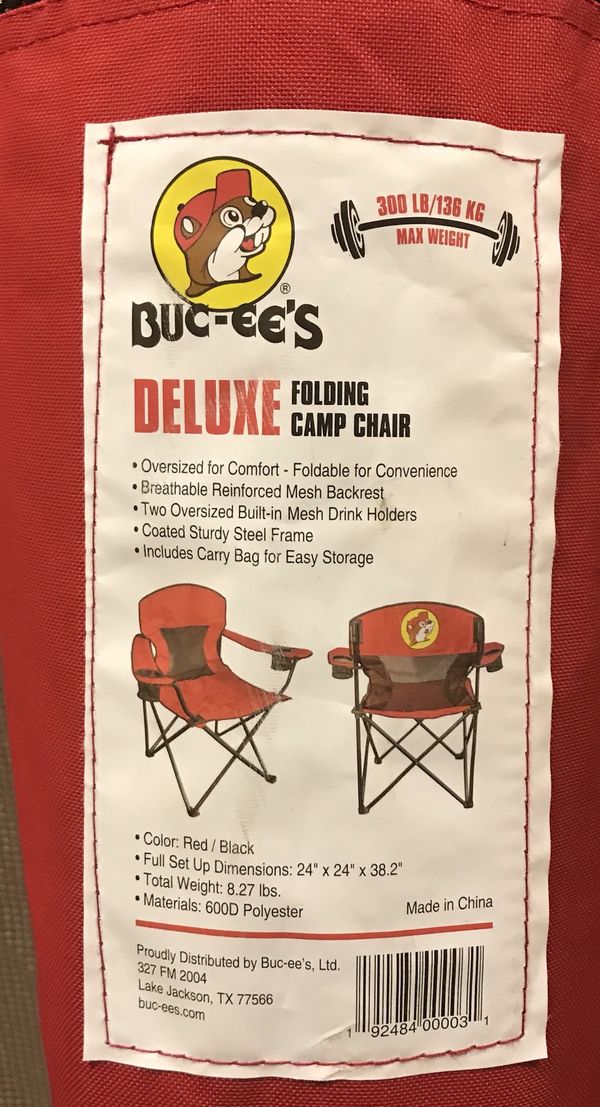 300 LB/136 KG
MAX WEIGHT
®
BUC-EE'S
DELUXE FOLDING
CAMP CHAIR
• Oversized for Comfort - Foldable for Convenience
• Breathable Reinforced Mesh Backrest
• Two Oversized Built-in Mesh Drink Holders
• Coated Sturdy Steel Frame
• Includes Carry Bag for Easy Storage
• Color: Red / Black
• Full Set Up Dimensions: 24" x 24" x 38.2"
• Total Weight: 8.27 lbs.
• Materials: 600D Polyester
Made in China
Proudly Distributed by Buc-ee's, Ltd.
327 FM 2004
Lake Jackson, TX 77566
buc-ees.com
1 92484 00003 1